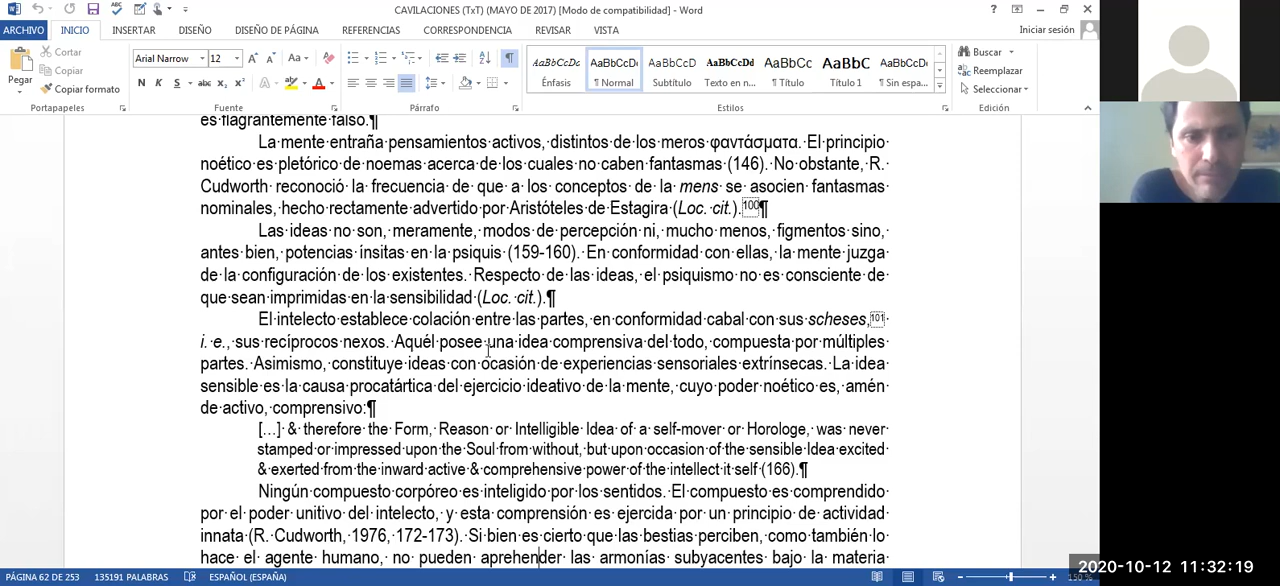 CAVILACIONES (TxT) (MAYO DE 2017) [Modo de compatibilidad] - Word
ARCHIVO INICIO INSERTAR DISEÑO DISEÑO DE PÁGINA REFERENCIAS CORRESPONDENCIA REVISAR VISTA Iniciar sesión
Pegar
Cortar
Copiar
Copiar formato
Portapapeles
Arial Narrow 12
N K S abc x₂ x²
Fuente
Párrafo
AaBbCcDc AaBbCcDc AaBbCcD AaBbCcDd AaBbCc AaBbC AaBbCcDc
Énfasis ¶ Normal Subtítulo Texto en n... ¶ Título Título 1 ¶ Sin espa...
Estilos
Buscar
Reemplazar
Seleccionar
Edición
es flagrantemente falso.¶
La mente entraña pensamientos activos, distintos de los meros φαντάσματα. El principio
noético es pletórico de noemas acerca de los cuales no caben fantasmas (146). No obstante, R.
Cudworth reconoció la frecuencia de que a los conceptos de la mens se asocien fantasmas
nominales, hecho rectamente advertido por Aristóteles de Estagira (Loc. cit.).100¶
Las ideas no son, meramente, modos de percepción ni, mucho menos, figmentos sino,
antes bien, potencias ínsitas en la psiquis (159-160). En conformidad con ellas, la mente juzga
de la configuración de los existentes. Respecto de las ideas, el psiquismo no es consciente de
que sean imprimidas en la sensibilidad (Loc. cit.).¶
El intelecto establece colación entre las partes, en conformidad cabal con sus scheses,101
i. e., sus recíprocos nexos. Aquél posee una idea comprensiva del todo, compuesta por múltiples
partes. Asimismo, constituye ideas con ocasión de experiencias sensoriales extrínsecas. La idea
sensible es la causa procatártica del ejercicio ideativo de la mente, cuyo poder noético es, amén
de activo, comprensivo:¶
[…] & therefore the Form, Reason or Intelligible Idea of a self-mover or Horologe, was never
stamped or impressed upon the Soul from without, but upon occasion of the sensible Idea excited
& exerted from the inward active & comprehensive power of the intellect it self (166).¶
Ningún compuesto corpóreo es inteligido por los sentidos. El compuesto es comprendido
por el poder unitivo del intelecto, y esta comprensión es ejercida por un principio de actividad
innata (R. Cudworth, 1976, 172-173). Si bien es cierto que las bestias perciben, como también lo
hace el agente humano, no pueden aprehender las armonías subyacentes bajo la materia
PÁGINA 62 DE 253 135191 PALABRAS ESPAÑOL (ESPAÑA) 150 %
2020-10-12 11:32:19